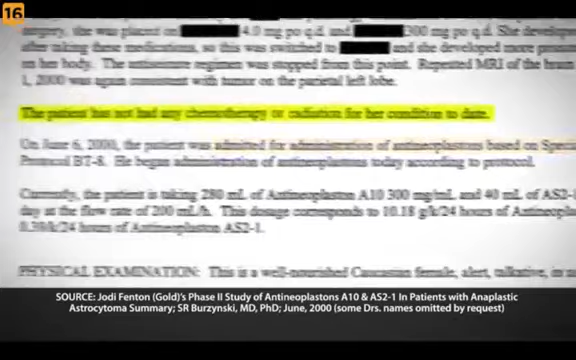 16
surgery, she was placed on 4.0 mg po q.d. 300 mg po q.d. She
after taking these medications, so this was switched to and she developed more
on her body. The regimen was stopped from this point. Repeated MRI of the brain
1, 2000 was again consistent with tumor on the parietal left lobe.
The patient has not had any chemotherapy or radiation for her condition to date.
On June 6, 2000, the patient was admitted for administration of antineoplastons based on
Protocol BT-8. He began administration of antineoplastons today according to protocol.
Currently, the patient is taking 280 mL of Antineoplaston A10 300 mg/mL and 40 mL of AS2-1
day at the flow rate of 200 mL/h. This dosage corresponds to 10.18 g/k/24 hours of
0.39/k/24 hours of Antineoplaston AS2-1.
PHYSICAL EXAMINATION: This is a well-nourished Caucasian female, alert, talkative, in
SOURCE: Jodi Fenton (Gold)'s Phase II Study of Antineoplastons A10 & AS2-1 In Patients with Anaplastic
Astrocytoma Summary; SR Burzynski, MD, PhD; June, 2000 (some Drs. names omitted by request)